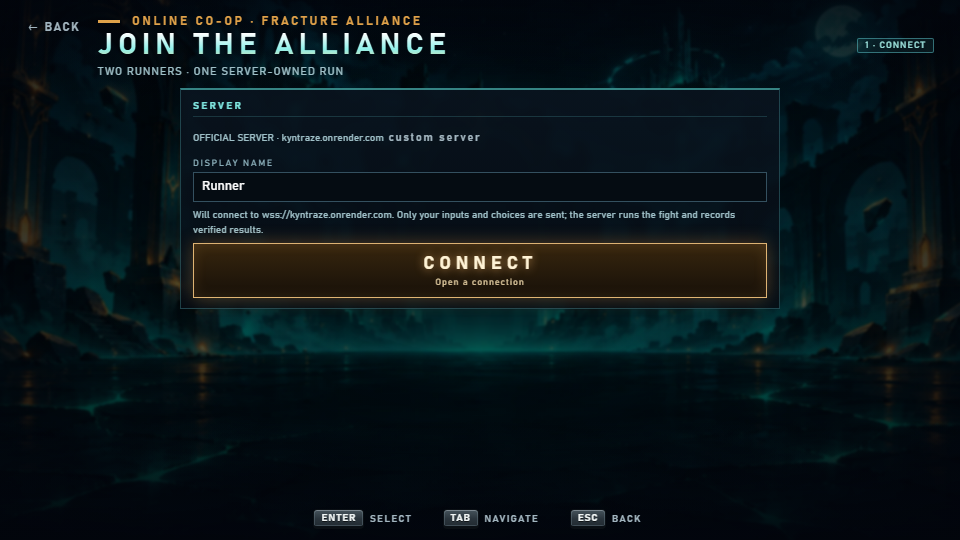 ← BACK
ONLINE CO-OP · FRACTURE ALLIANCE
JOIN THE ALLIANCE
TWO RUNNERS · ONE SERVER-OWNED RUN
1 · CONNECT
SERVER
OFFICIAL SERVER · kyntraze.onrender.com custom server
DISPLAY NAME
Runner
Will connect to wss://kyntraze.onrender.com. Only your inputs and choices are sent; the server runs the fight and records
verified results.
CONNECT
Open a connection
ENTER SELECT TAB NAVIGATE ESC BACK